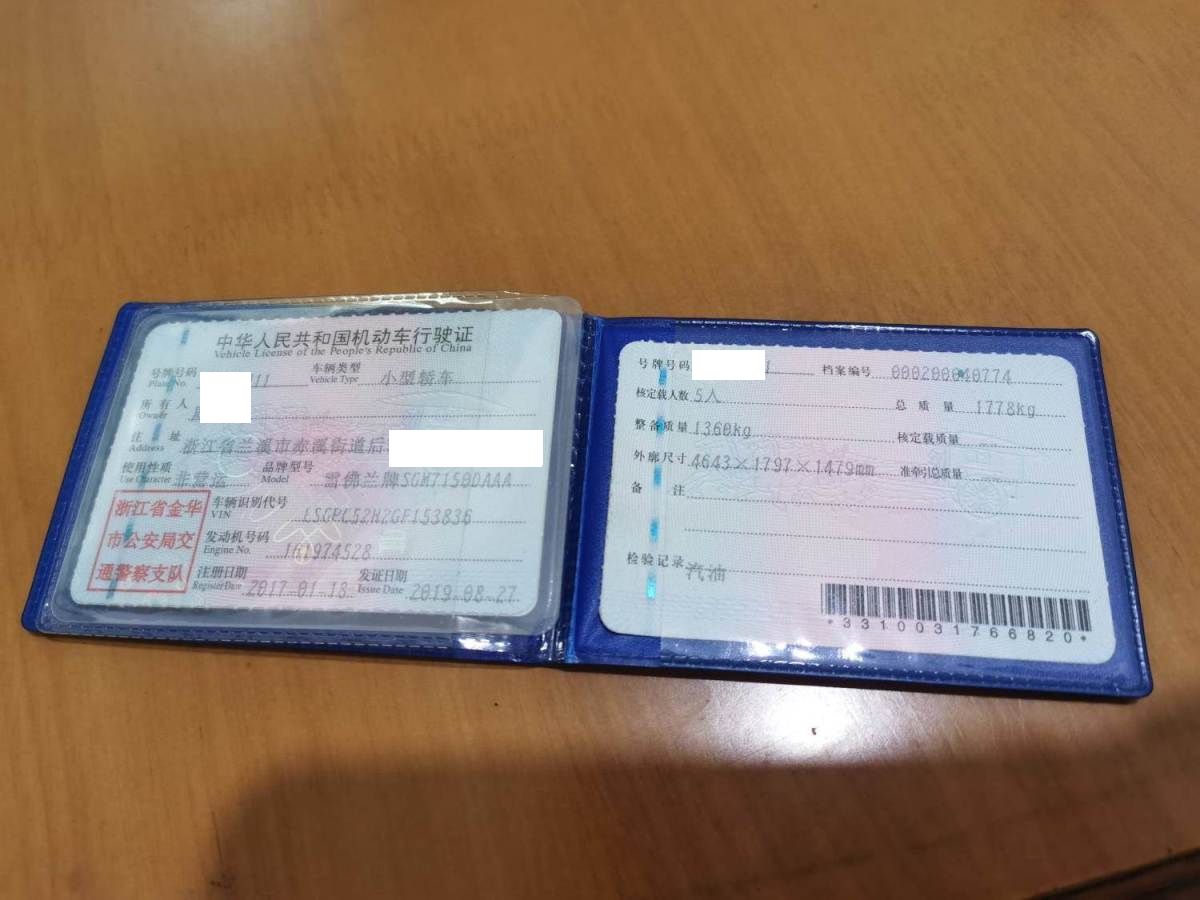 中华人民共和国机动车行驶证
Vehicle License of the People's Republic of China
号牌号码 Plate No. 车辆类型 Vehicle Type 小型轿车
所有人 Owner
住址 Address 浙江省兰溪市赤溪街道后
使用性质 Use Character 非营运 品牌型号 Model 雪佛兰牌SGM7150DAAA
浙江省金华
市公安局交
通警察支队
车辆识别代号 VIN LSGPC52H2GF153836
发动机号码 Engine No. 161974528
注册日期 Register Date 2017-01-18 发证日期 Issue Date 2019-08-27
号牌号码 档案编号 000200040774
核定载人数 5人 总质量 1778kg
整备质量 1360kg 核定载质量
外廓尺寸 4643×1797×1479mm 准牵引总质量
备注
检验记录 汽油
*3310031766820*